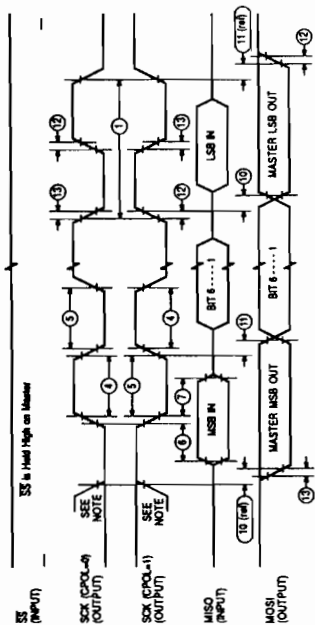 SS
(INPUT)
SS is Held High on Master
SCK (CPOL=0)
(OUTPUT)
SEE
NOTE
5
4
13
12
1
SCK (CPOL=1)
(OUTPUT)
SEE
NOTE
5
4
12
13
MISO
(INPUT)
6
7
MSB IN
BIT 6 - - - - 1
LSB IN
10 (ref)
11
10
11 (ref)
MOSI
(OUTPUT)
13
MASTER MSB OUT
BIT 6 - - - - 1
MASTER LSB OUT
12